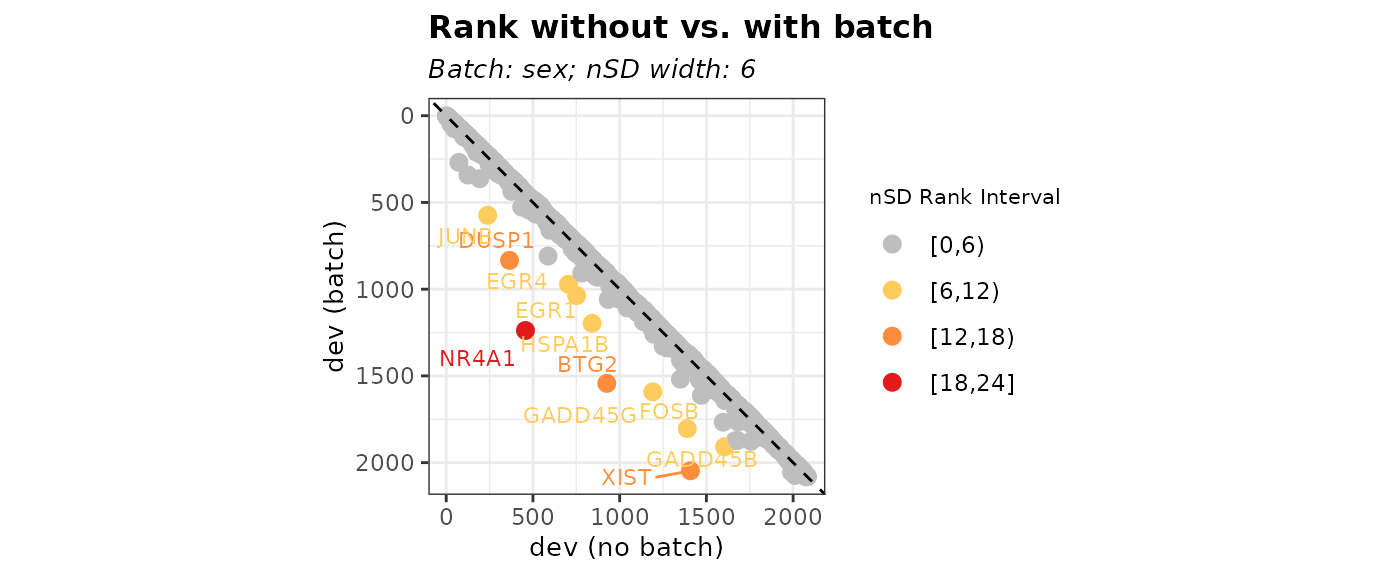 Rank without vs. with batch
Batch: sex; nSD width: 6
dev (batch)
0
500
1000
1500
2000
JUNB
DUSP1
EGR4
EGR1
HSPA1B
NR4A1
BTG2
FOSB
GADD45G
GADD45B
XIST
0
500
1000
1500
2000
dev (no batch)
nSD Rank Interval
[0,6)
[6,12)
[12,18)
[18,24]